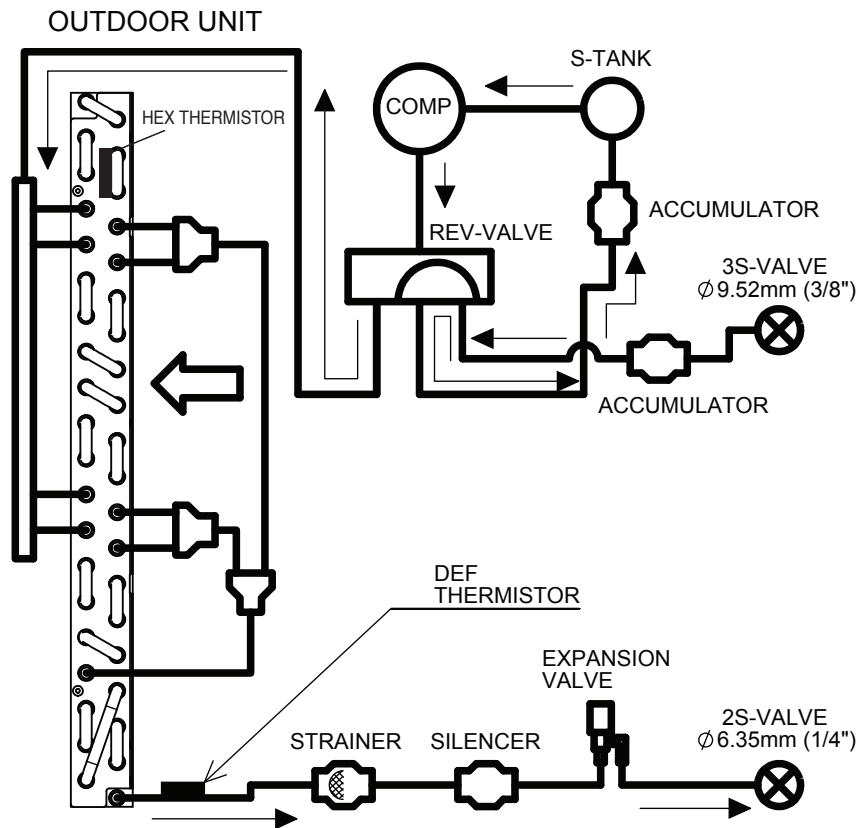 OUTDOOR UNIT
S-TANK
HEX THERMISTOR
COMP
ACCUMULATOR
REV-VALVE
3S-VALVE
∅9.52mm (3/8")
ACCUMULATOR
DEF
THERMISTOR
EXPANSION
VALVE
2S-VALVE
∅6.35mm (1/4")
STRAINER
SILENCER